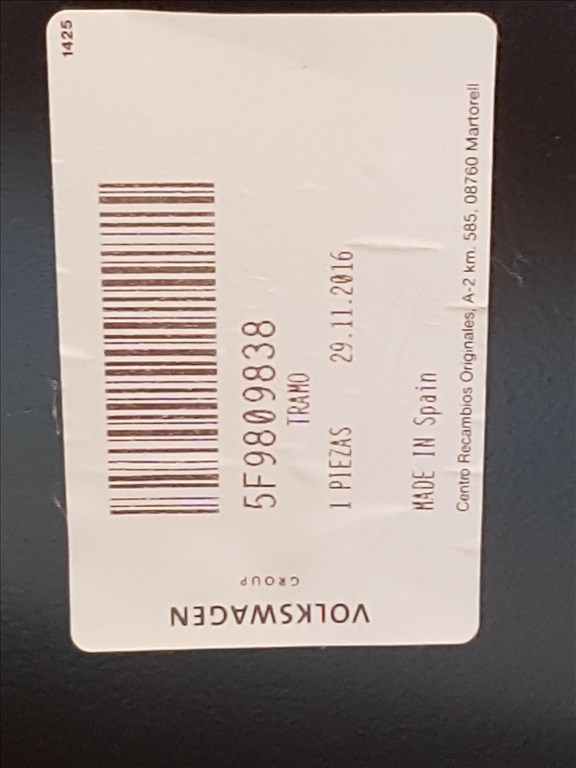 1425
5F9809838
TRAMO
1 PIEZAS 29.11.2016
MADE IN Spain
Centro Recambios Originales, A-2 km. 585, 08760 Martorell
VOLKSWAGEN
GROUP